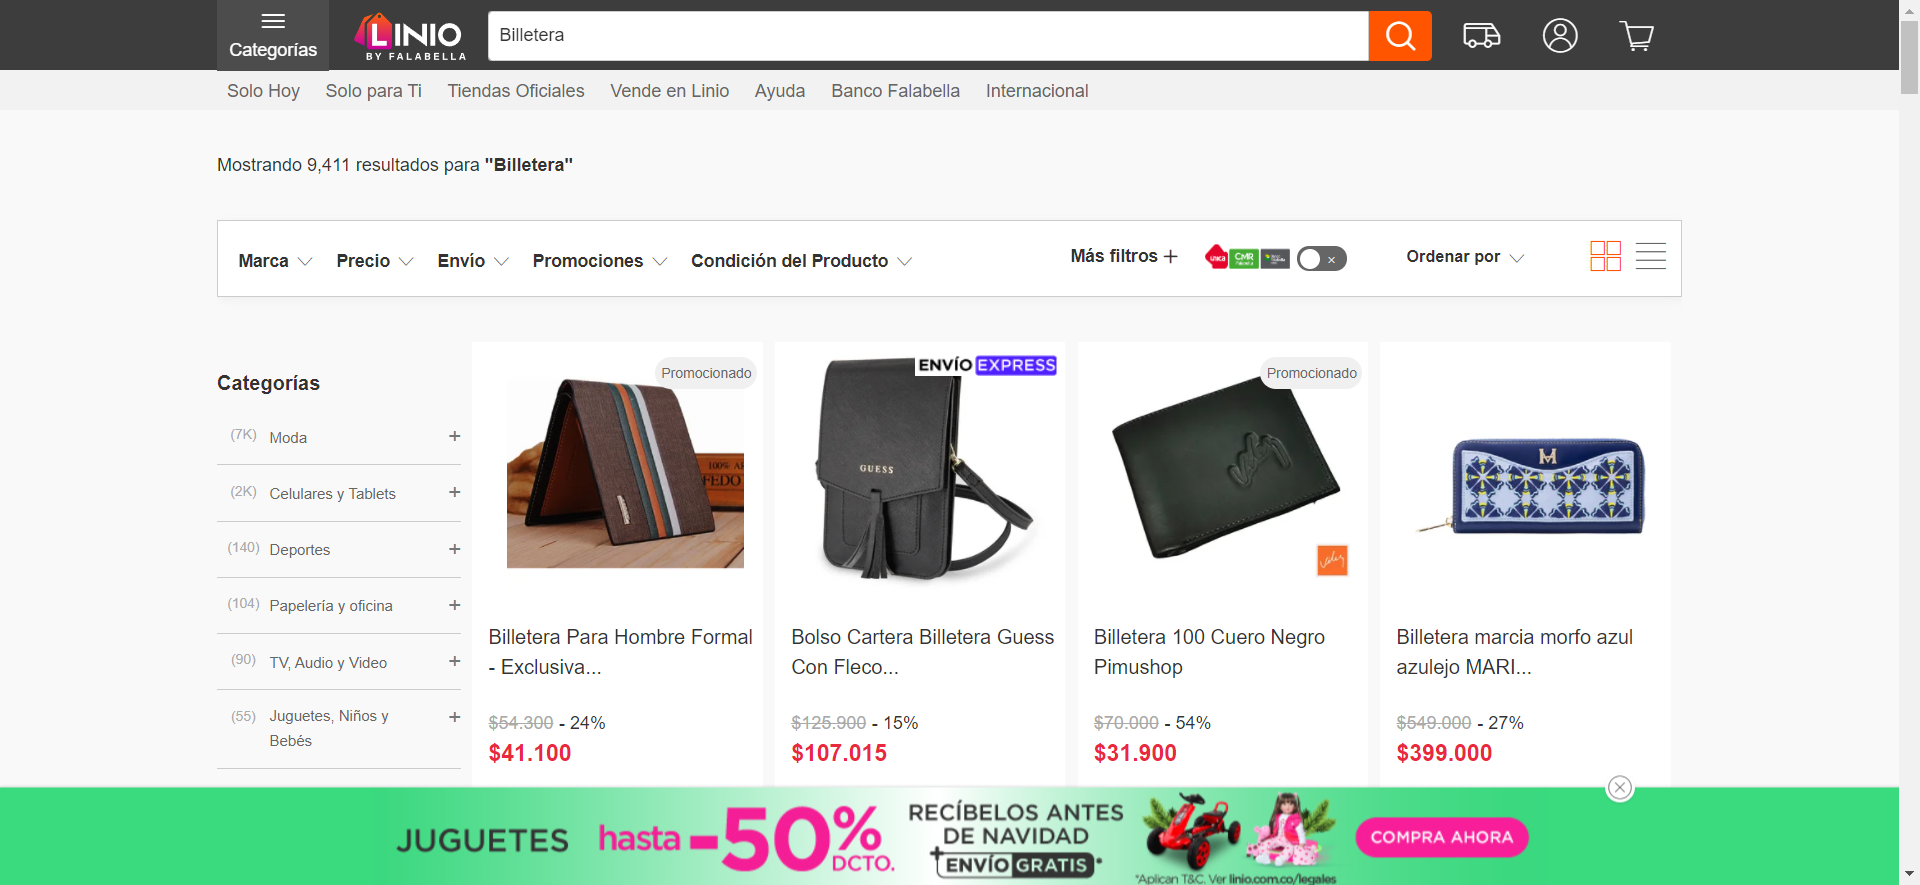 Categorías
LINIO
BY FALABELLA
Billetera
Solo Hoy
Solo para Ti
Tiendas Oficiales
Vende en Linio
Ayuda
Banco Falabella
Internacional
Mostrando 9,411 resultados para "Billetera"
Marca
Precio
Envío
Promociones
Condición del Producto
Más filtros
única
CMR
Ordenar por
Categorías
(7K) Moda +
(2K) Celulares y Tablets +
(140) Deportes +
(104) Papelería y oficina +
(90) TV, Audio y Video +
(55) Juguetes, Niños y +
Bebés
Promocionado
100%
Billetera Para Hombre Formal
- Exclusiva...
$54.300 - 24%
$41.100
ENVÍO EXPRESS
GUESS
Bolso Cartera Billetera Guess
Con Fleco...
$125.900 - 15%
$107.015
Promocionado
Billetera 100 Cuero Negro
Pimushop
$70.000 - 54%
$31.900
M
Billetera marcia morfo azul
azulejo MARI...
$549.000 - 27%
$399.000
JUGUETES
hasta -50%
DCTO.
RECÍBELOS ANTES
DE NAVIDAD
+ENVÍO GRATIS*
*Aplican T&C. Ver linio.com.co/legales
COMPRA AHORA